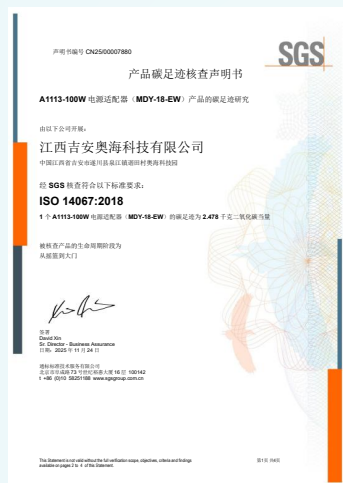 声明书编号 CN25/00007880
SGS
产品碳足迹核查声明书
A1113-100W 电源适配器（MDY-18-EW）产品的碳足迹研究
由以下公司开展：
江西吉安奥海科技有限公司
中国江西省吉安市遂川县泉江镇道田村奥海科技园
经 SGS 核查符合以下标准要求：
ISO 14067:2018
1 个 A1113-100W 电源适配器（MDY-18-EW）的碳足迹为 2.478 千克二氧化碳当量
被核查产品的生命周期阶段为
从摇篮到大门
签署
David Xin
Sr. Director - Business Assurance
日期：2025 年 11 月 24 日
通标标准技术服务有限公司
北京市阜成路 73 号世纪裕惠大厦 16 层 100142
t +86 (0)10 58251188 www.sgsgroup.com.cn
This Statement is not valid without the full verification scope, objectives, criteria and findings
available on pages 2 to 4 of this Statement.